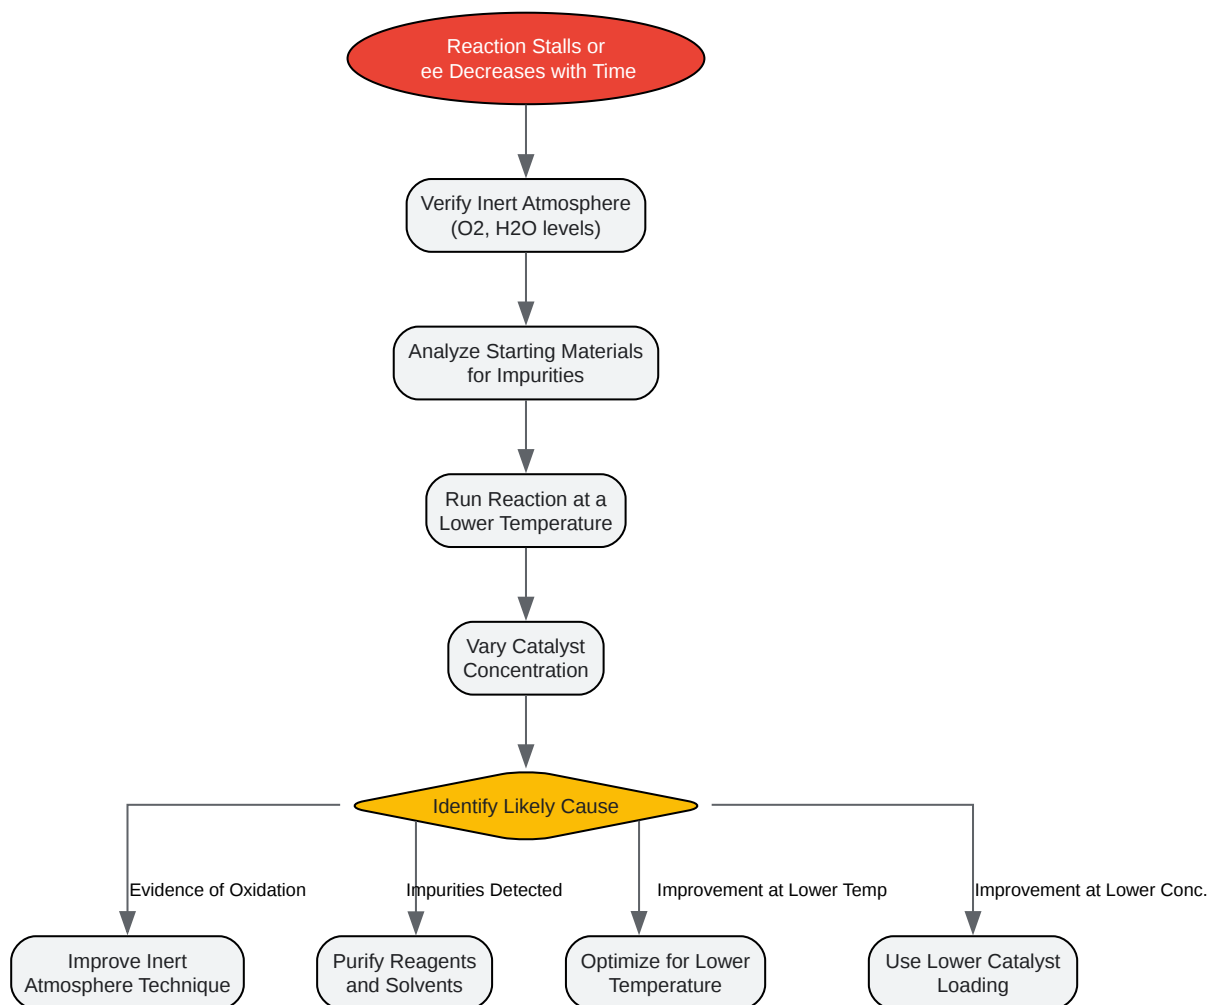 Reaction Stalls or
ee Decreases with Time
Verify Inert Atmosphere
(O2, H2O levels)
Analyze Starting Materials
for Impurities
Run Reaction at a
Lower Temperature
Vary Catalyst
Concentration
Identify Likely Cause
Evidence of Oxidation
Impurities Detected
Improvement at Lower Temp
Improvement at Lower Conc.
Improve Inert
Atmosphere Technique
Purify Reagents
and Solvents
Optimize for Lower
Temperature
Use Lower Catalyst
Loading